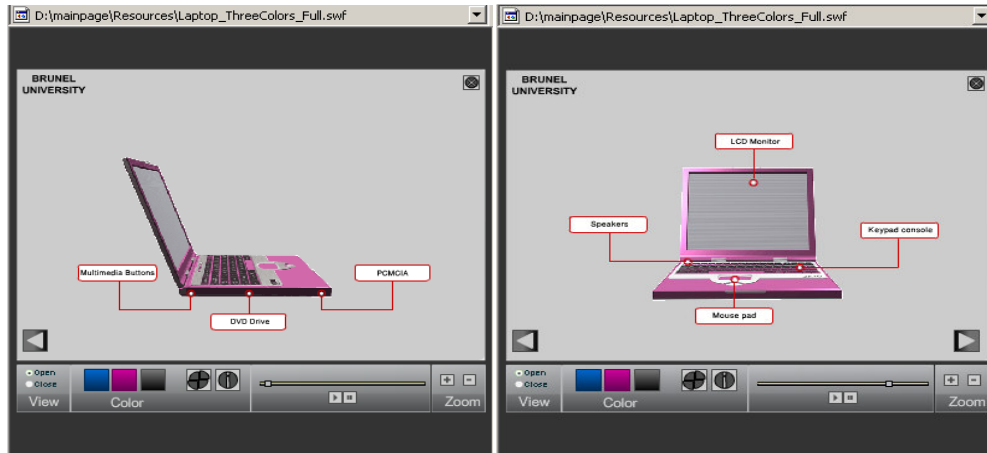 D:\mainpage\Resources\Laptop_ThreeColors_Full.swf
BRUNEL
UNIVERSITY
Multimedia Buttons
PCMCIA
DVD Drive
Open
Close
View
Color
Zoom
D:\mainpage\Resources\Laptop_ThreeColors_Full.swf
BRUNEL
UNIVERSITY
LCD Monitor
Speakers
Keypad console
Mouse pad
Open
Close
View
Color
Zoom